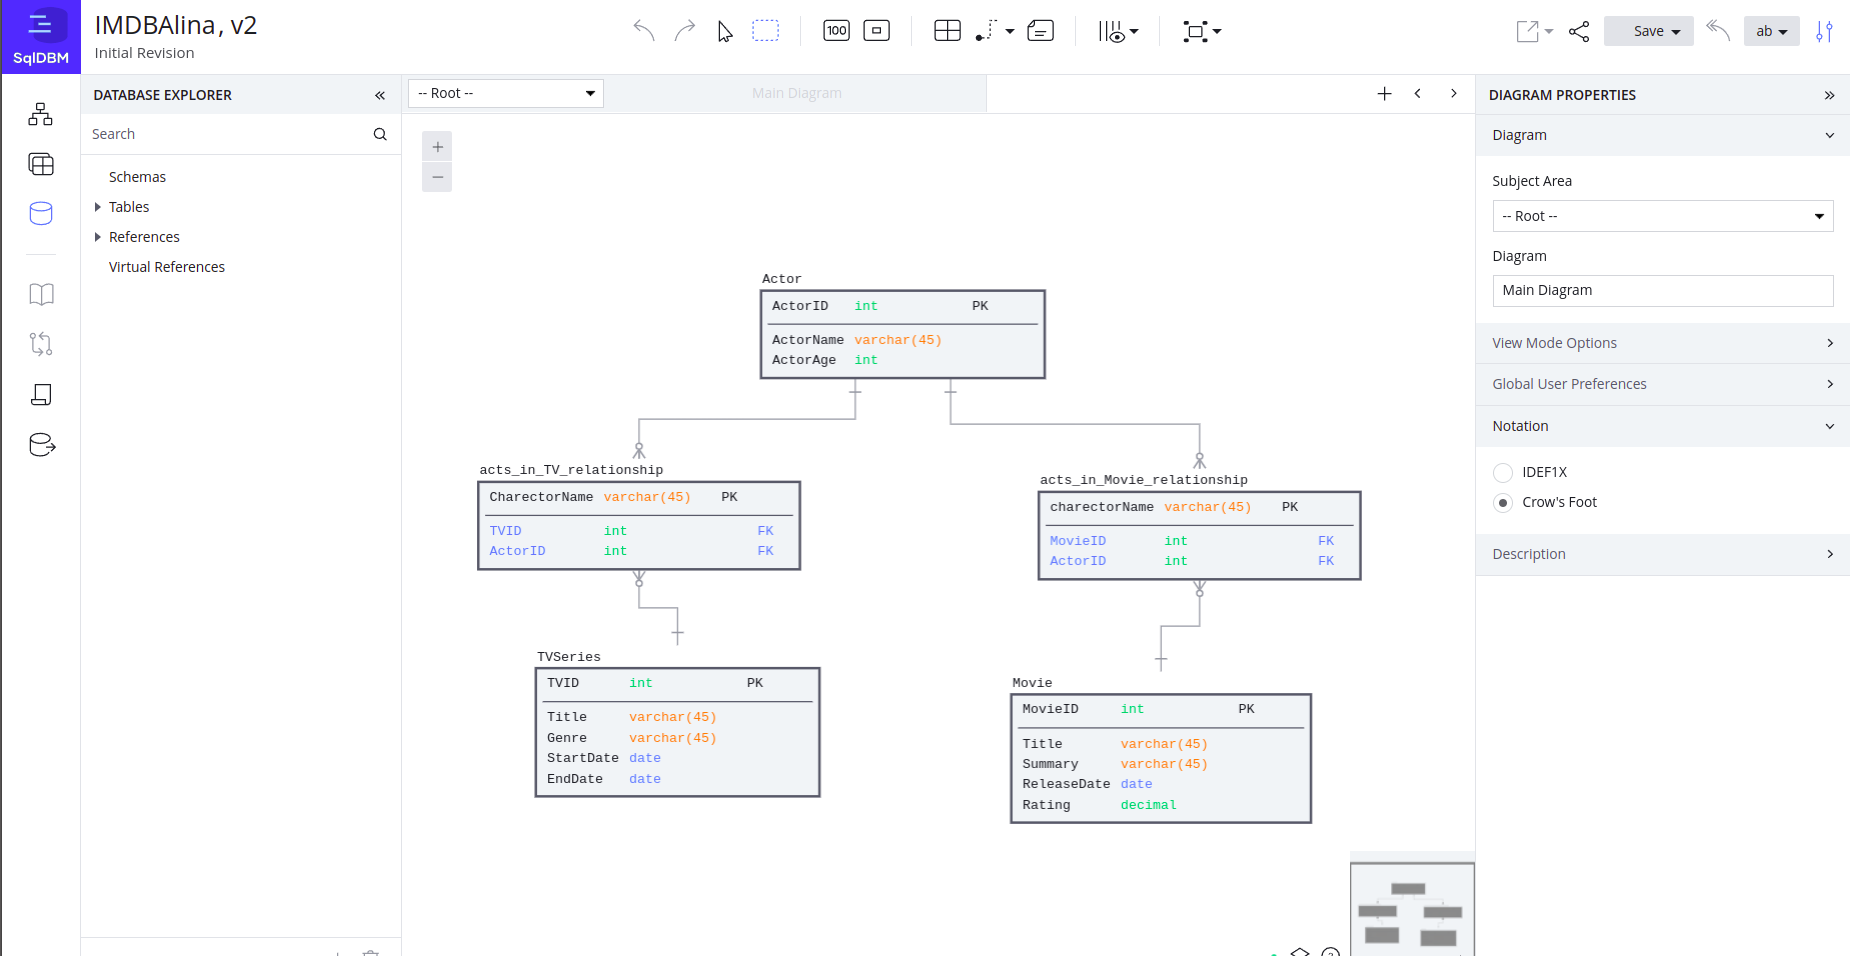 SqlDBM
IMDBAlina, v2
Initial Revision
100
Save
ab
DATABASE EXPLORER
Search
Schemas
Tables
References
Virtual References
-- Root --
Main Diagram
Actor
ActorID int PK
ActorName varchar(45)
ActorAge int
acts_in_TV_relationship
CharectorName varchar(45) PK
TVID int FK
ActorID int FK
acts_in_Movie_relationship
charectorName varchar(45) PK
MovieID int FK
ActorID int FK
TVSeries
TVID int PK
Title varchar(45)
Genre varchar(45)
StartDate date
EndDate date
Movie
MovieID int PK
Title varchar(45)
Summary varchar(45)
ReleaseDate date
Rating decimal
DIAGRAM PROPERTIES
Diagram
Subject Area
-- Root --
Diagram
Main Diagram
View Mode Options
Global User Preferences
Notation
IDEF1X
Crow's Foot
Description